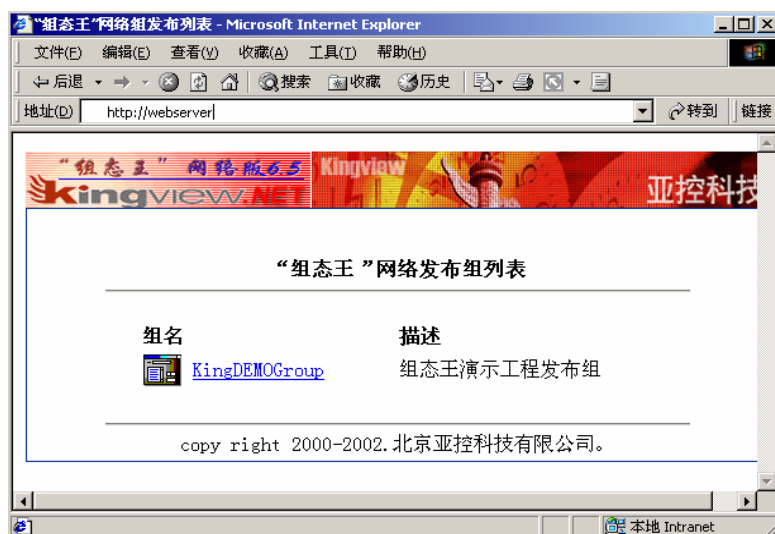 "组态王"网络组发布列表 - Microsoft Internet Explorer
文件(F) 编辑(E) 查看(V) 收藏(A) 工具(T) 帮助(H)
后退 搜索 收藏 历史
地址(D) http://webserver 转到 链接
"组态王" 网络版6.5 Kingview 亚控科技
kingview.NET
“组态王 ”网络发布组列表
组名 描述
KingDEMOGroup 组态王演示工程发布组
copy right 2000-2002.北京亚控科技有限公司。
本地 Intranet